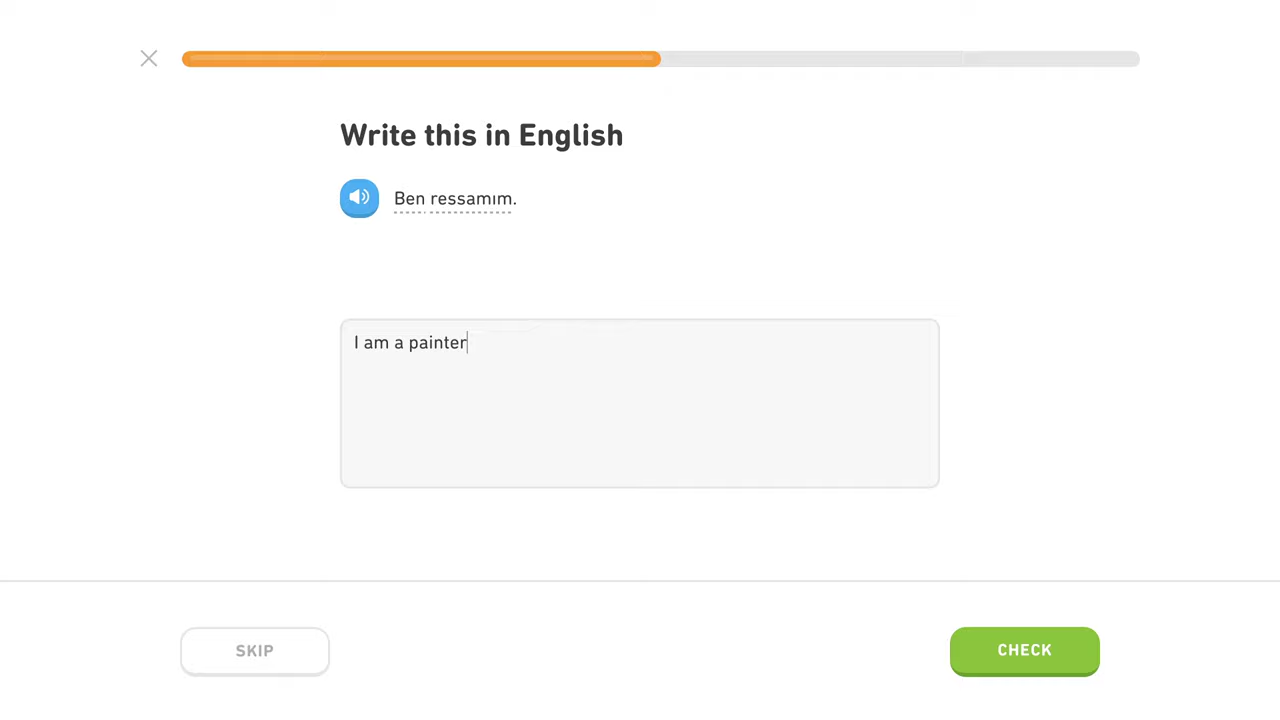 Write this in English
Ben ressamım.
I am a painter
SKIP
CHECK